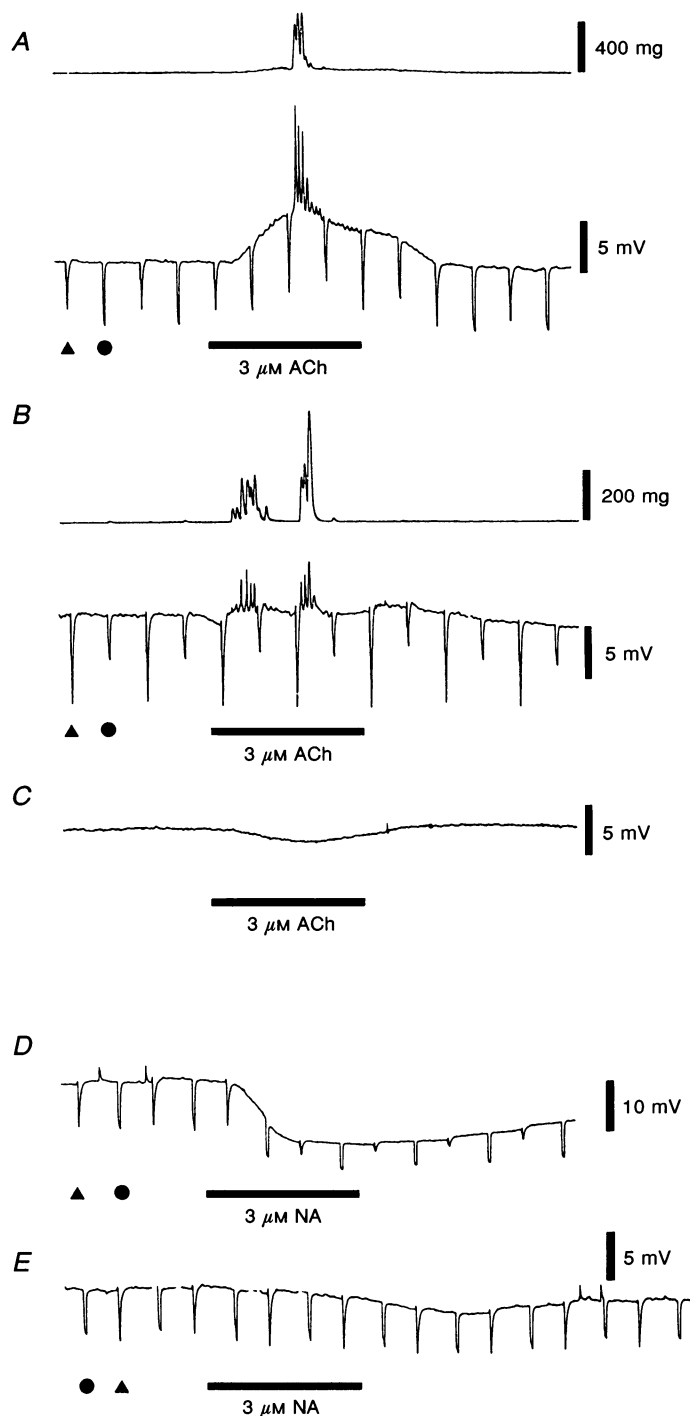 A
400 mg
5 mV
▲ ●
3 μM ACh
B
200 mg
5 mV
▲ ●
3 μM ACh
C
5 mV
3 μM ACh
D
10 mV
▲ ●
3 μM NA
E
5 mV
● ▲
3 μM NA